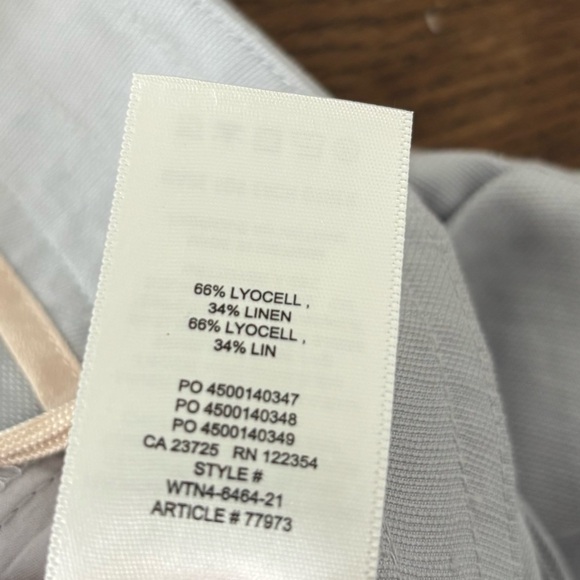 66% LYOCELL ,
34% LINEN
66% LYOCELL ,
34% LIN
PO 4500140347
PO 4500140348
PO 4500140349
CA 23725 RN 122354
STYLE #
WTN4-6464-21
ARTICLE # 77973